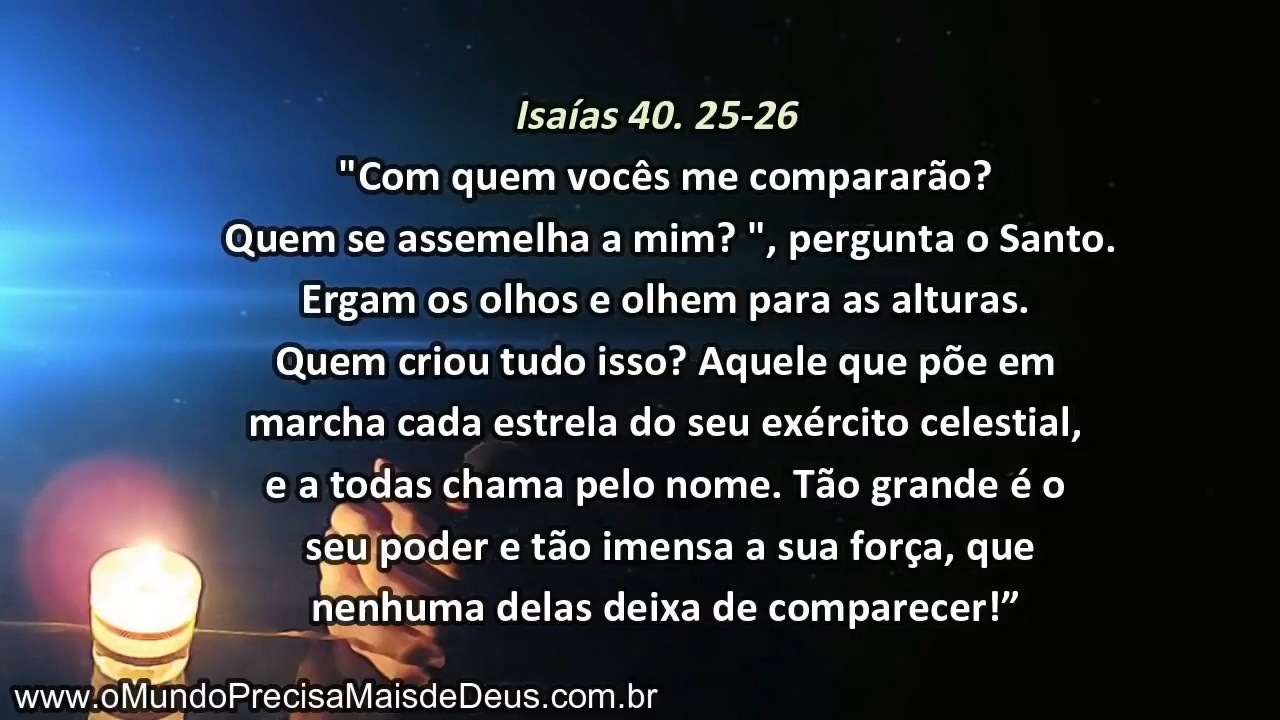 Isaías 40. 25-26
"Com quem vocês me compararão?
Quem se assemelha a mim? ", pergunta o Santo.
Ergam os olhos e olhem para as alturas.
Quem criou tudo isso? Aquele que põe em
marcha cada estrela do seu exército celestial,
e a todas chama pelo nome. Tão grande é o
seu poder e tão imensa a sua força, que
nenhuma delas deixa de comparecer!”
www.oMundoPrecisaMaisdeDeus.com.br